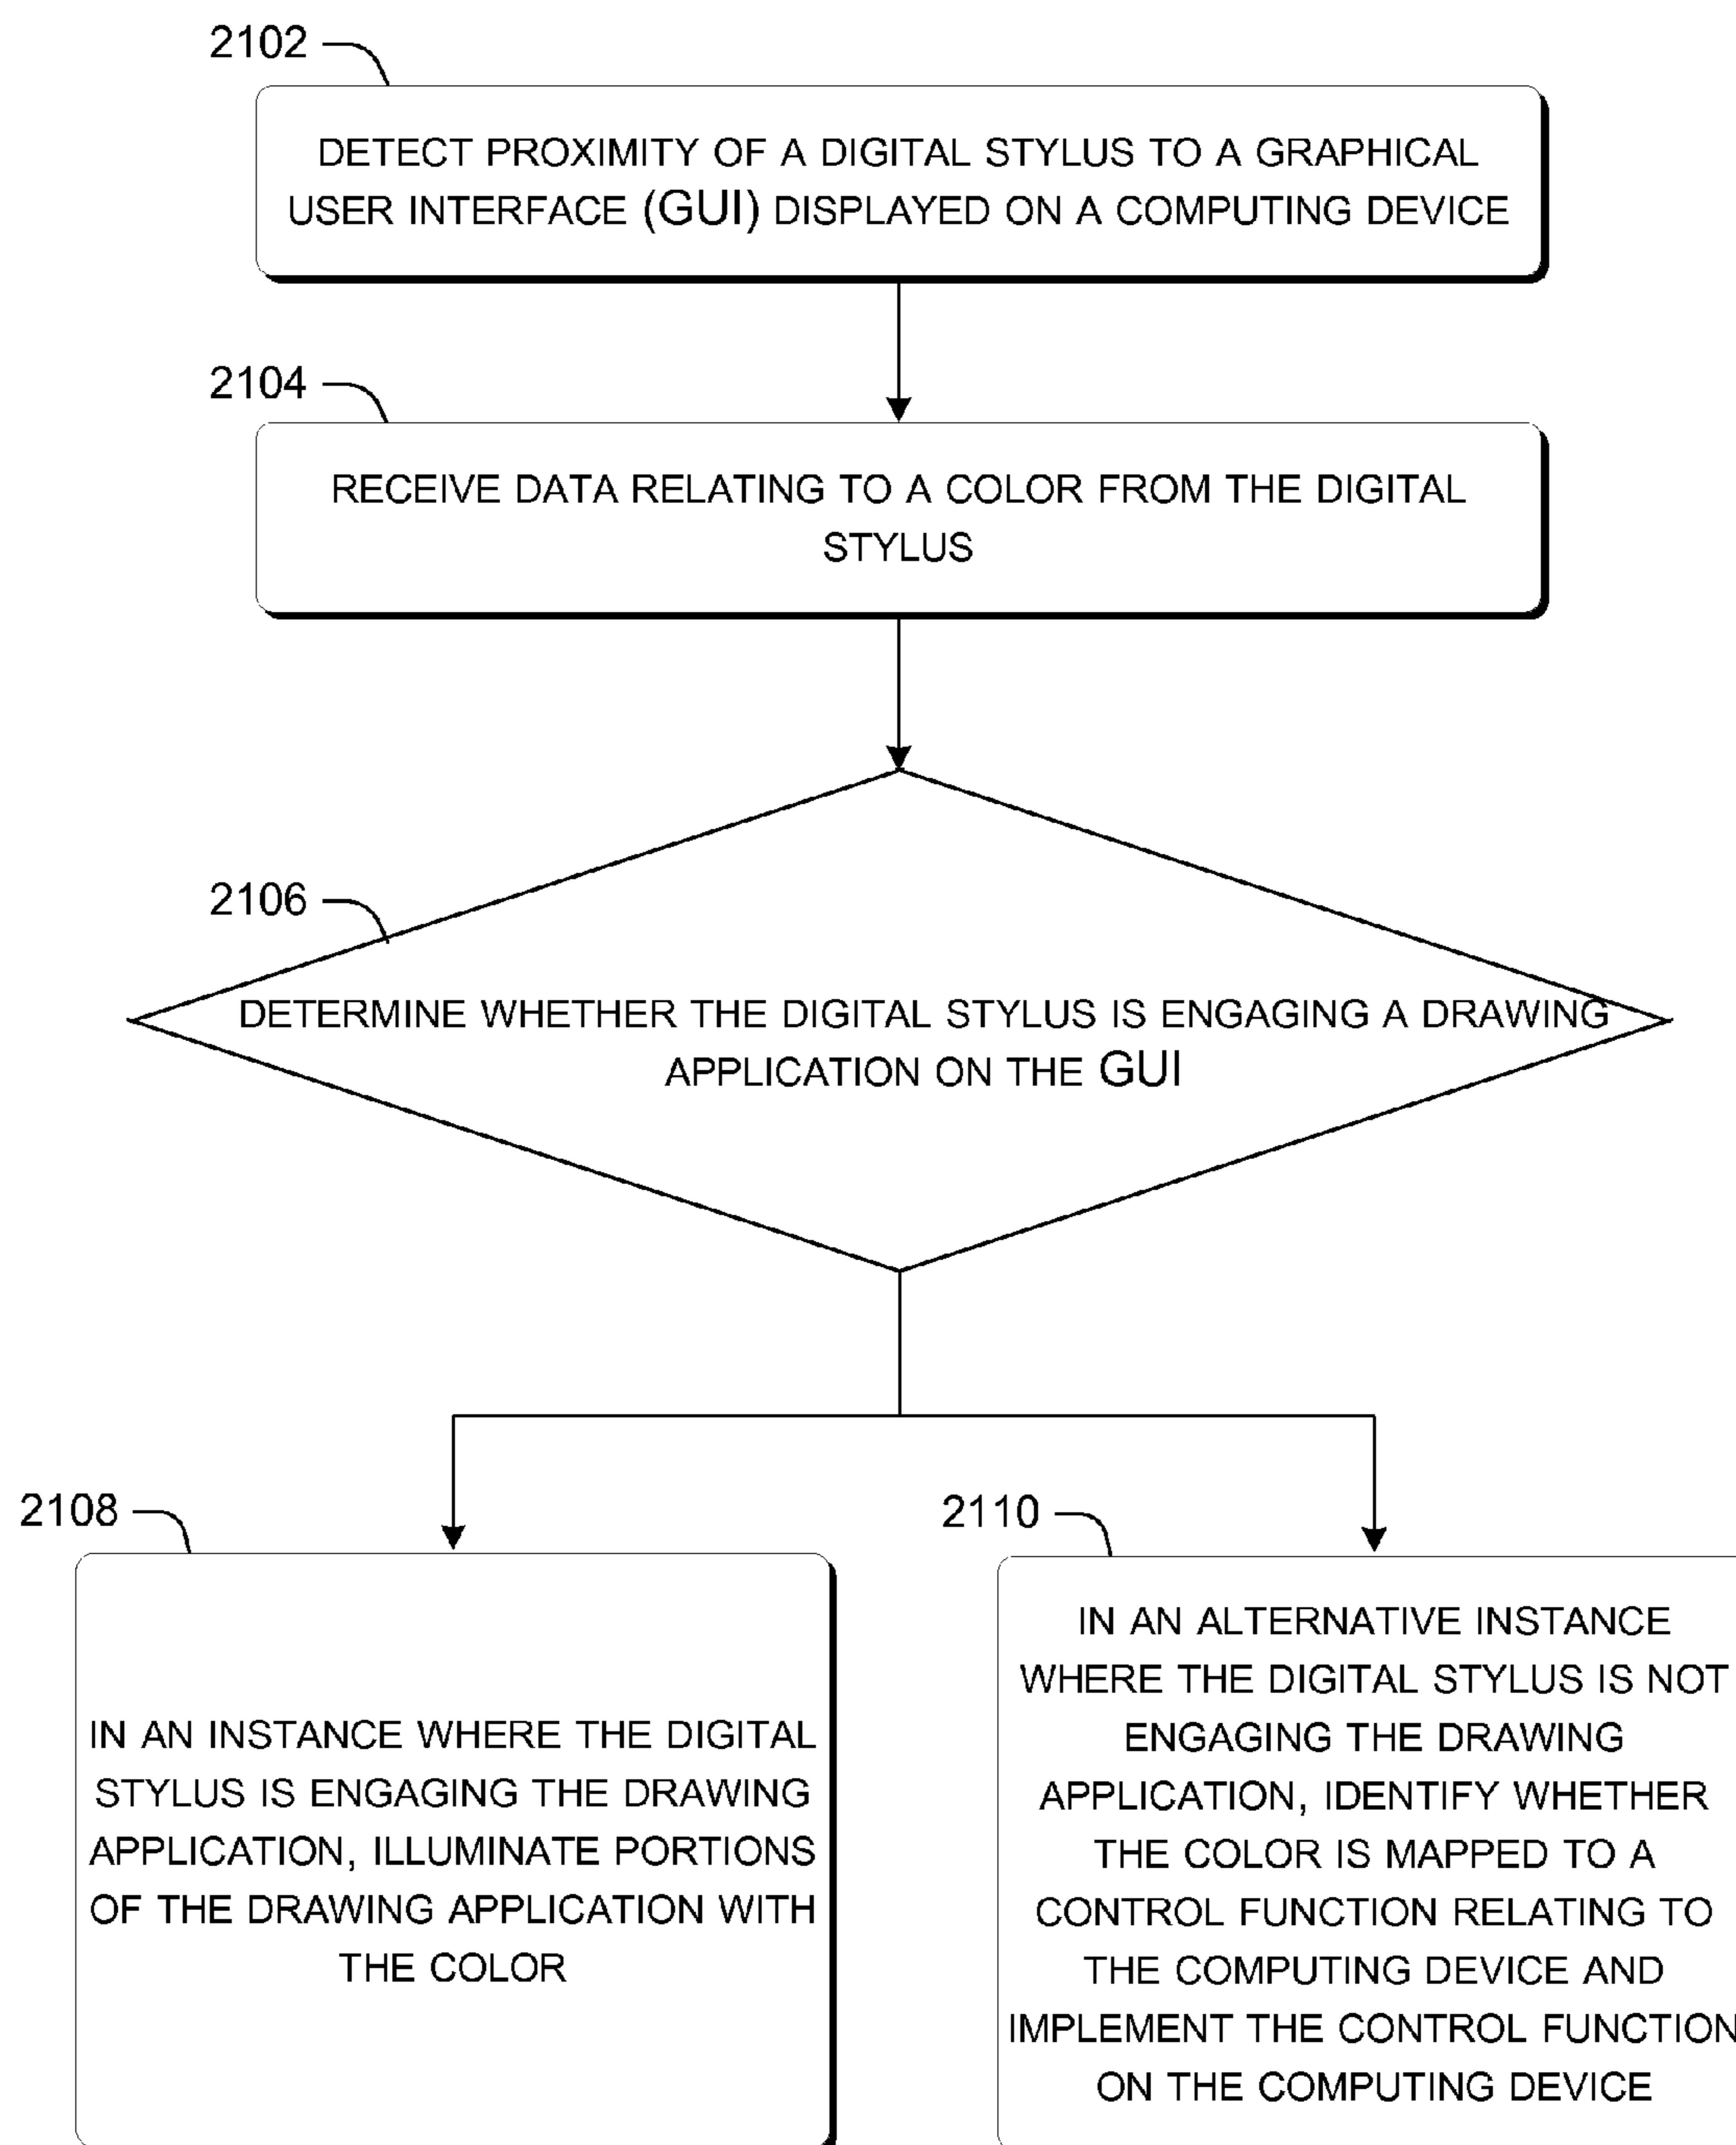 2102
DETECT PROXIMITY OF A DIGITAL STYLUS TO A GRAPHICAL
USER INTERFACE (GUI) DISPLAYED ON A COMPUTING DEVICE
2104
RECEIVE DATA RELATING TO A COLOR FROM THE DIGITAL
STYLUS
2106
DETERMINE WHETHER THE DIGITAL STYLUS IS ENGAGING A DRAWING
APPLICATION ON THE GUI
2108
IN AN INSTANCE WHERE THE DIGITAL
STYLUS IS ENGAGING THE DRAWING
APPLICATION, ILLUMINATE PORTIONS
OF THE DRAWING APPLICATION WITH
THE COLOR
2110
IN AN ALTERNATIVE INSTANCE
WHERE THE DIGITAL STYLUS IS NOT
ENGAGING THE DRAWING
APPLICATION, IDENTIFY WHETHER
THE COLOR IS MAPPED TO A
CONTROL FUNCTION RELATING TO
THE COMPUTING DEVICE AND
IMPLEMENT THE CONTROL FUNCTION
ON THE COMPUTING DEVICE